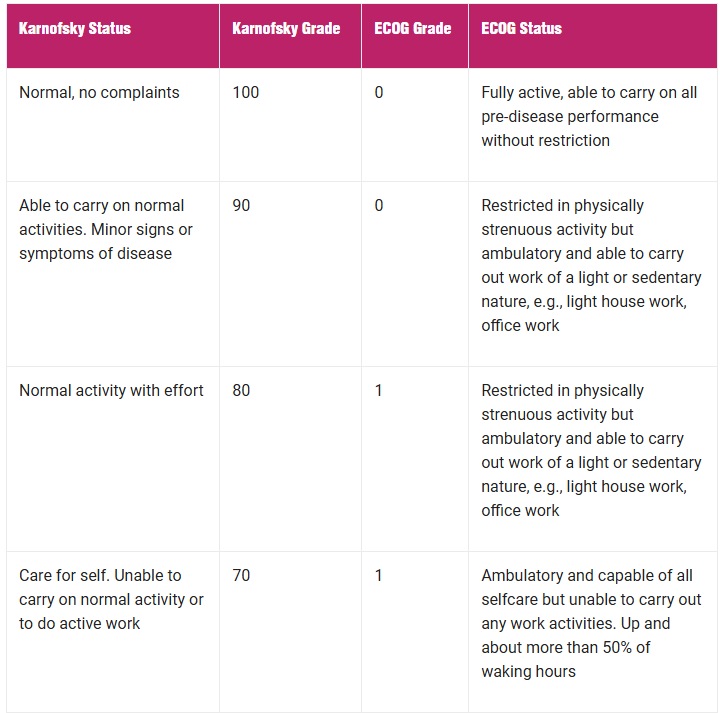 Karnofsky Status Karnofsky Grade ECOG Grade ECOG Status
Normal, no complaints 100 0 Fully active, able to carry on all
pre-disease performance
without restriction
Able to carry on normal 90 0 Restricted in physically
activities. Minor signs or strenuous activity but
symptoms of disease ambulatory and able to carry
out work of a light or sedentary
nature, e.g., light house work,
office work
Normal activity with effort 80 1 Restricted in physically
strenuous activity but
ambulatory and able to carry
out work of a light or sedentary
nature, e.g., light house work,
office work
Care for self. Unable to 70 1 Ambulatory and capable of all
carry on normal activity or selfcare but unable to carry out
to do active work any work activities. Up and
about more than 50% of
waking hours